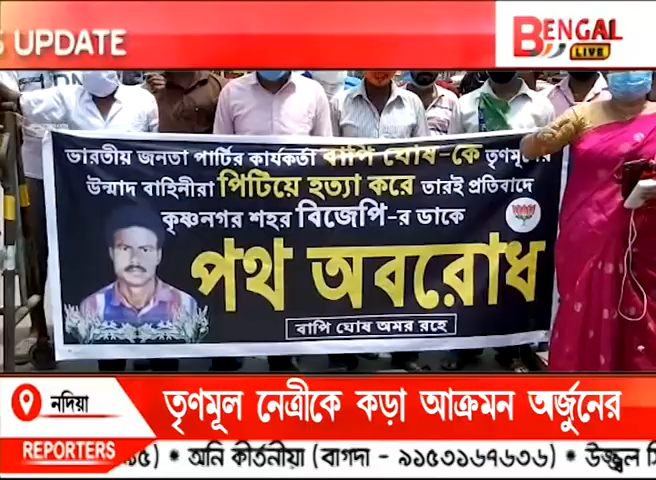 UPDATE
BENGAL
LIVE
ভারতীয় জনতা পার্টির কার্যকর্তা বাপি ঘোষ-কে তৃণমূলের
উন্মাদ বাহিনীরা পিটিয়ে হত্যা করে তারই প্রতিবাদে
কৃষ্ণনগর শহর বিজেপি-র ডাকে
পথ অবরোধ
বাপি ঘোষ অমর রহে
নদিয়া
তৃণমূল নেত্রীকে কড়া আক্রমন অর্জুনের
REPORTERS
৯৫) * অনি কীর্তনীয়া (বাগদা - ৯১৫৩১৬৭৬৩৬) * উজ্জ্বল